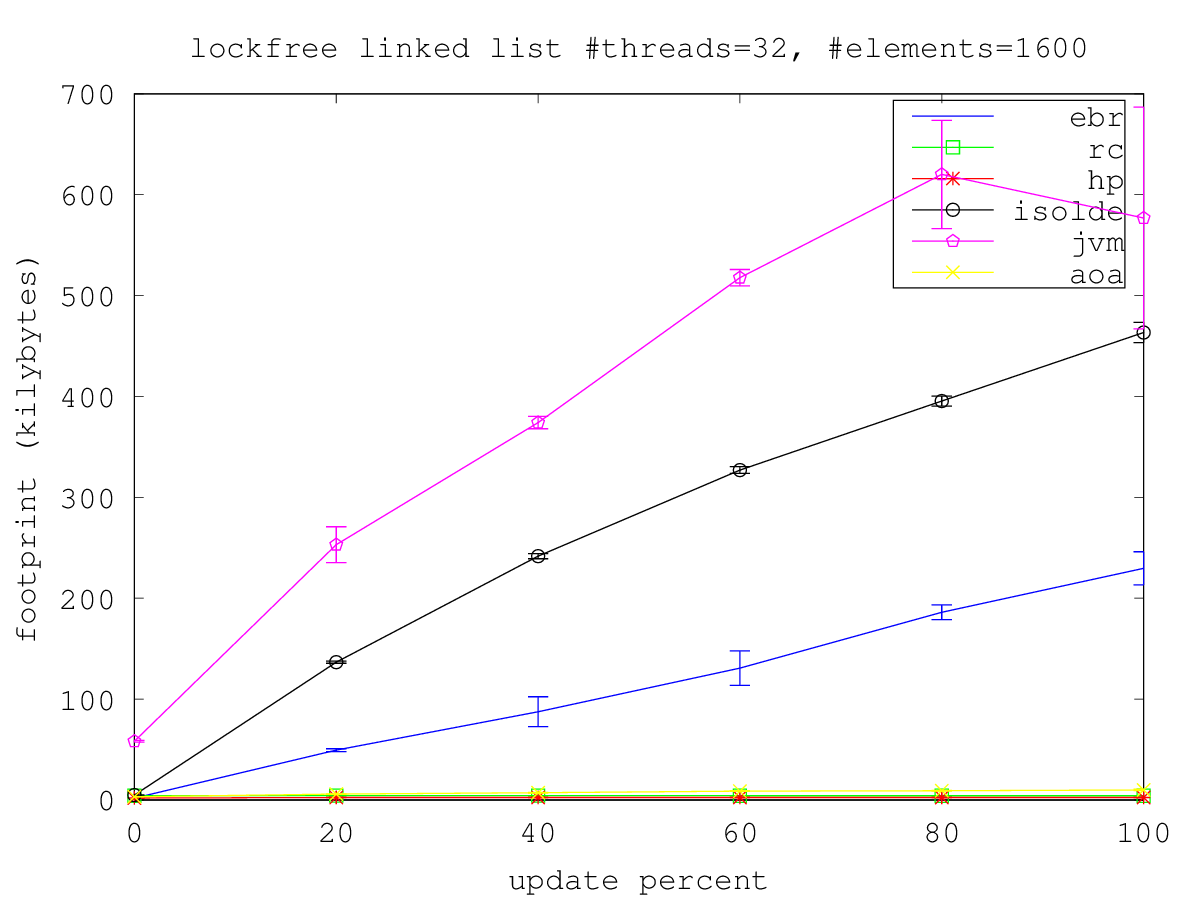 lockfree linked list #threads=32, #elements=1600
700
600
500
400
300
200
100
0
footprint (kilybytes)
ebr
rc
hp
isolde
jvm
aoa
0 20 40 60 80 100
update percent